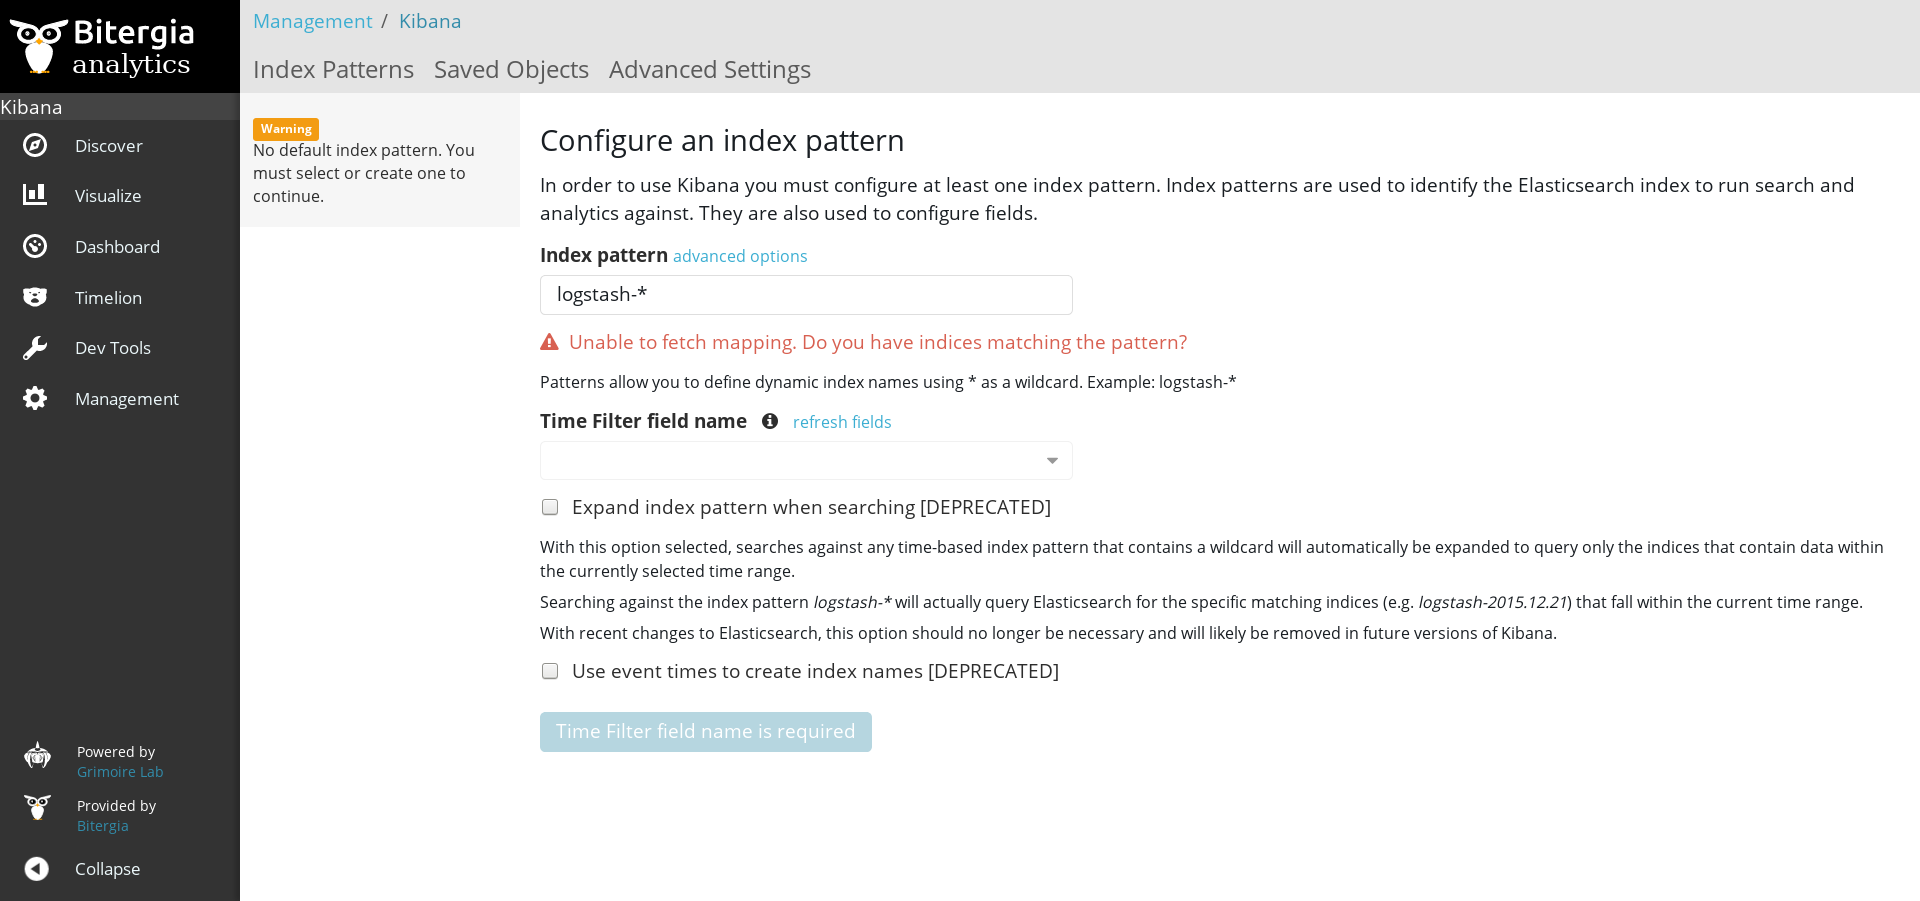 Bitergia
analytics
Kibana
Discover
Visualize
Dashboard
Timelion
Dev Tools
Management
Powered by
Grimoire Lab
Provided by
Bitergia
Collapse
Management / Kibana
Index Patterns Saved Objects Advanced Settings
Warning
No default index pattern. You
must select or create one to
continue.
Configure an index pattern
In order to use Kibana you must configure at least one index pattern. Index patterns are used to identify the Elasticsearch index to run search and
analytics against. They are also used to configure fields.
Index pattern advanced options
logstash-*
Unable to fetch mapping. Do you have indices matching the pattern?
Patterns allow you to define dynamic index names using * as a wildcard. Example: logstash-*
Time Filter field name refresh fields
Expand index pattern when searching [DEPRECATED]
With this option selected, searches against any time-based index pattern that contains a wildcard will automatically be expanded to query only the indices that contain data within
the currently selected time range.
Searching against the index pattern logstash-* will actually query Elasticsearch for the specific matching indices (e.g. logstash-2015.12.21) that fall within the current time range.
With recent changes to Elasticsearch, this option should no longer be necessary and will likely be removed in future versions of Kibana.
Use event times to create index names [DEPRECATED]
Time Filter field name is required